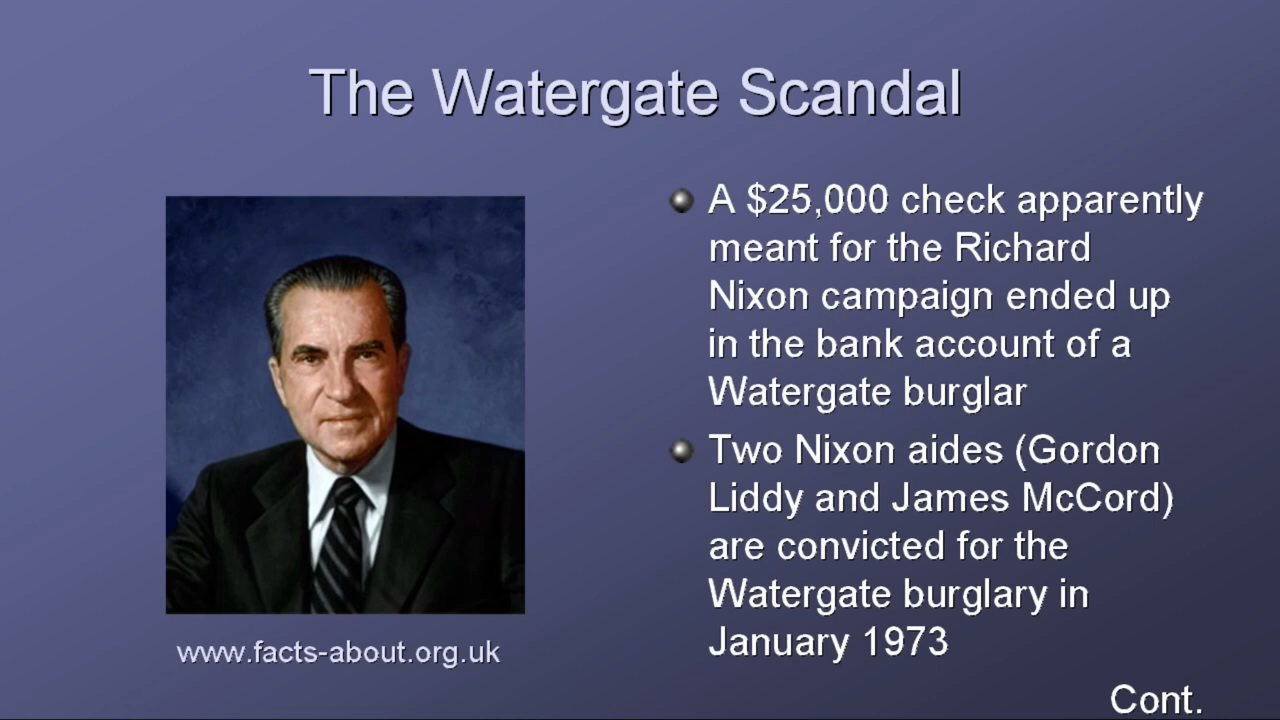 The Watergate Scandal
A $25,000 check apparently
meant for the Richard
Nixon campaign ended up
in the bank account of a
Watergate burglar
Two Nixon aides (Gordon
Liddy and James McCord)
are convicted for the
Watergate burglary in
January 1973
www.facts-about.org.uk
Cont.